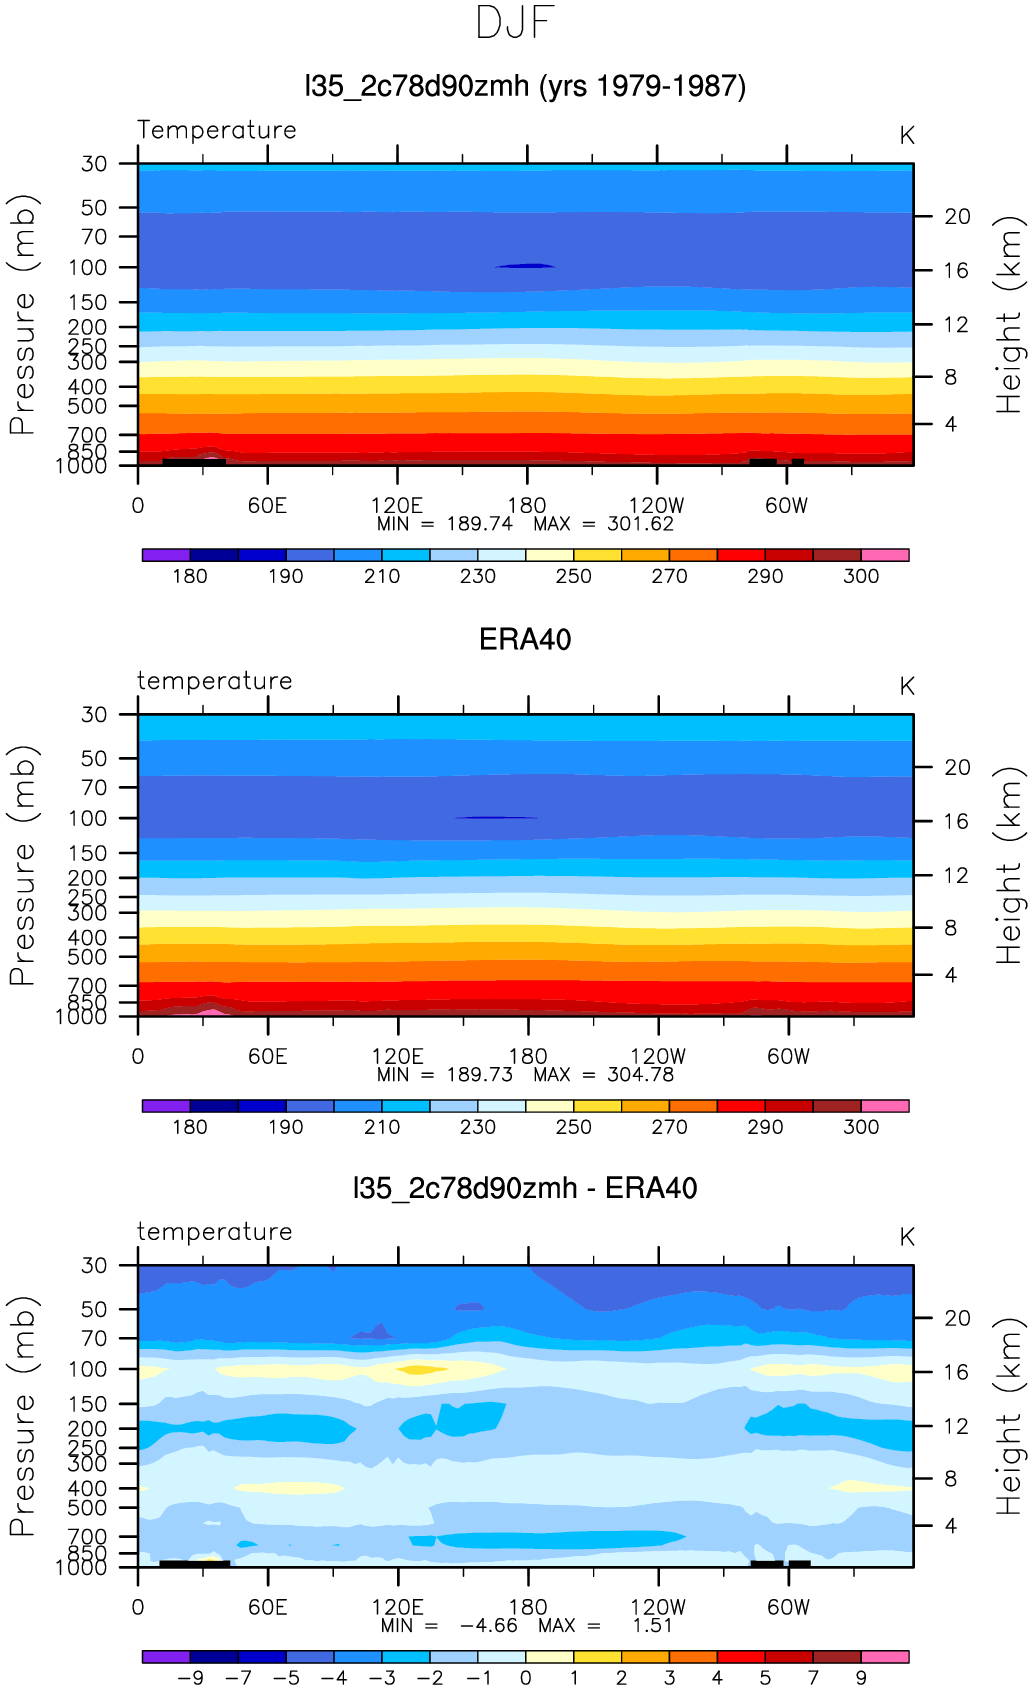 DJF
l35_2c78d90zmh (yrs 1979-1987)
Temperature K
Pressure (mb)
30
50
70
100
150
200
250
300
400
500
700
850
1000
Height (km)
20
16
12
8
4
0 60E 120E 180 120W 60W
MIN = 189.74 MAX = 301.62
180 190 210 230 250 270 290 300
ERA40
temperature K
Pressure (mb)
30
50
70
100
150
200
250
300
400
500
700
850
1000
Height (km)
20
16
12
8
4
0 60E 120E 180 120W 60W
MIN = 189.73 MAX = 304.78
180 190 210 230 250 270 290 300
l35_2c78d90zmh - ERA40
temperature K
Pressure (mb)
30
50
70
100
150
200
250
300
400
500
700
850
1000
Height (km)
20
16
12
8
4
0 60E 120E 180 120W 60W
MIN = -4.66 MAX = 1.51
-9 -7 -5 -4 -3 -2 -1 0 1 2 3 4 5 7 9